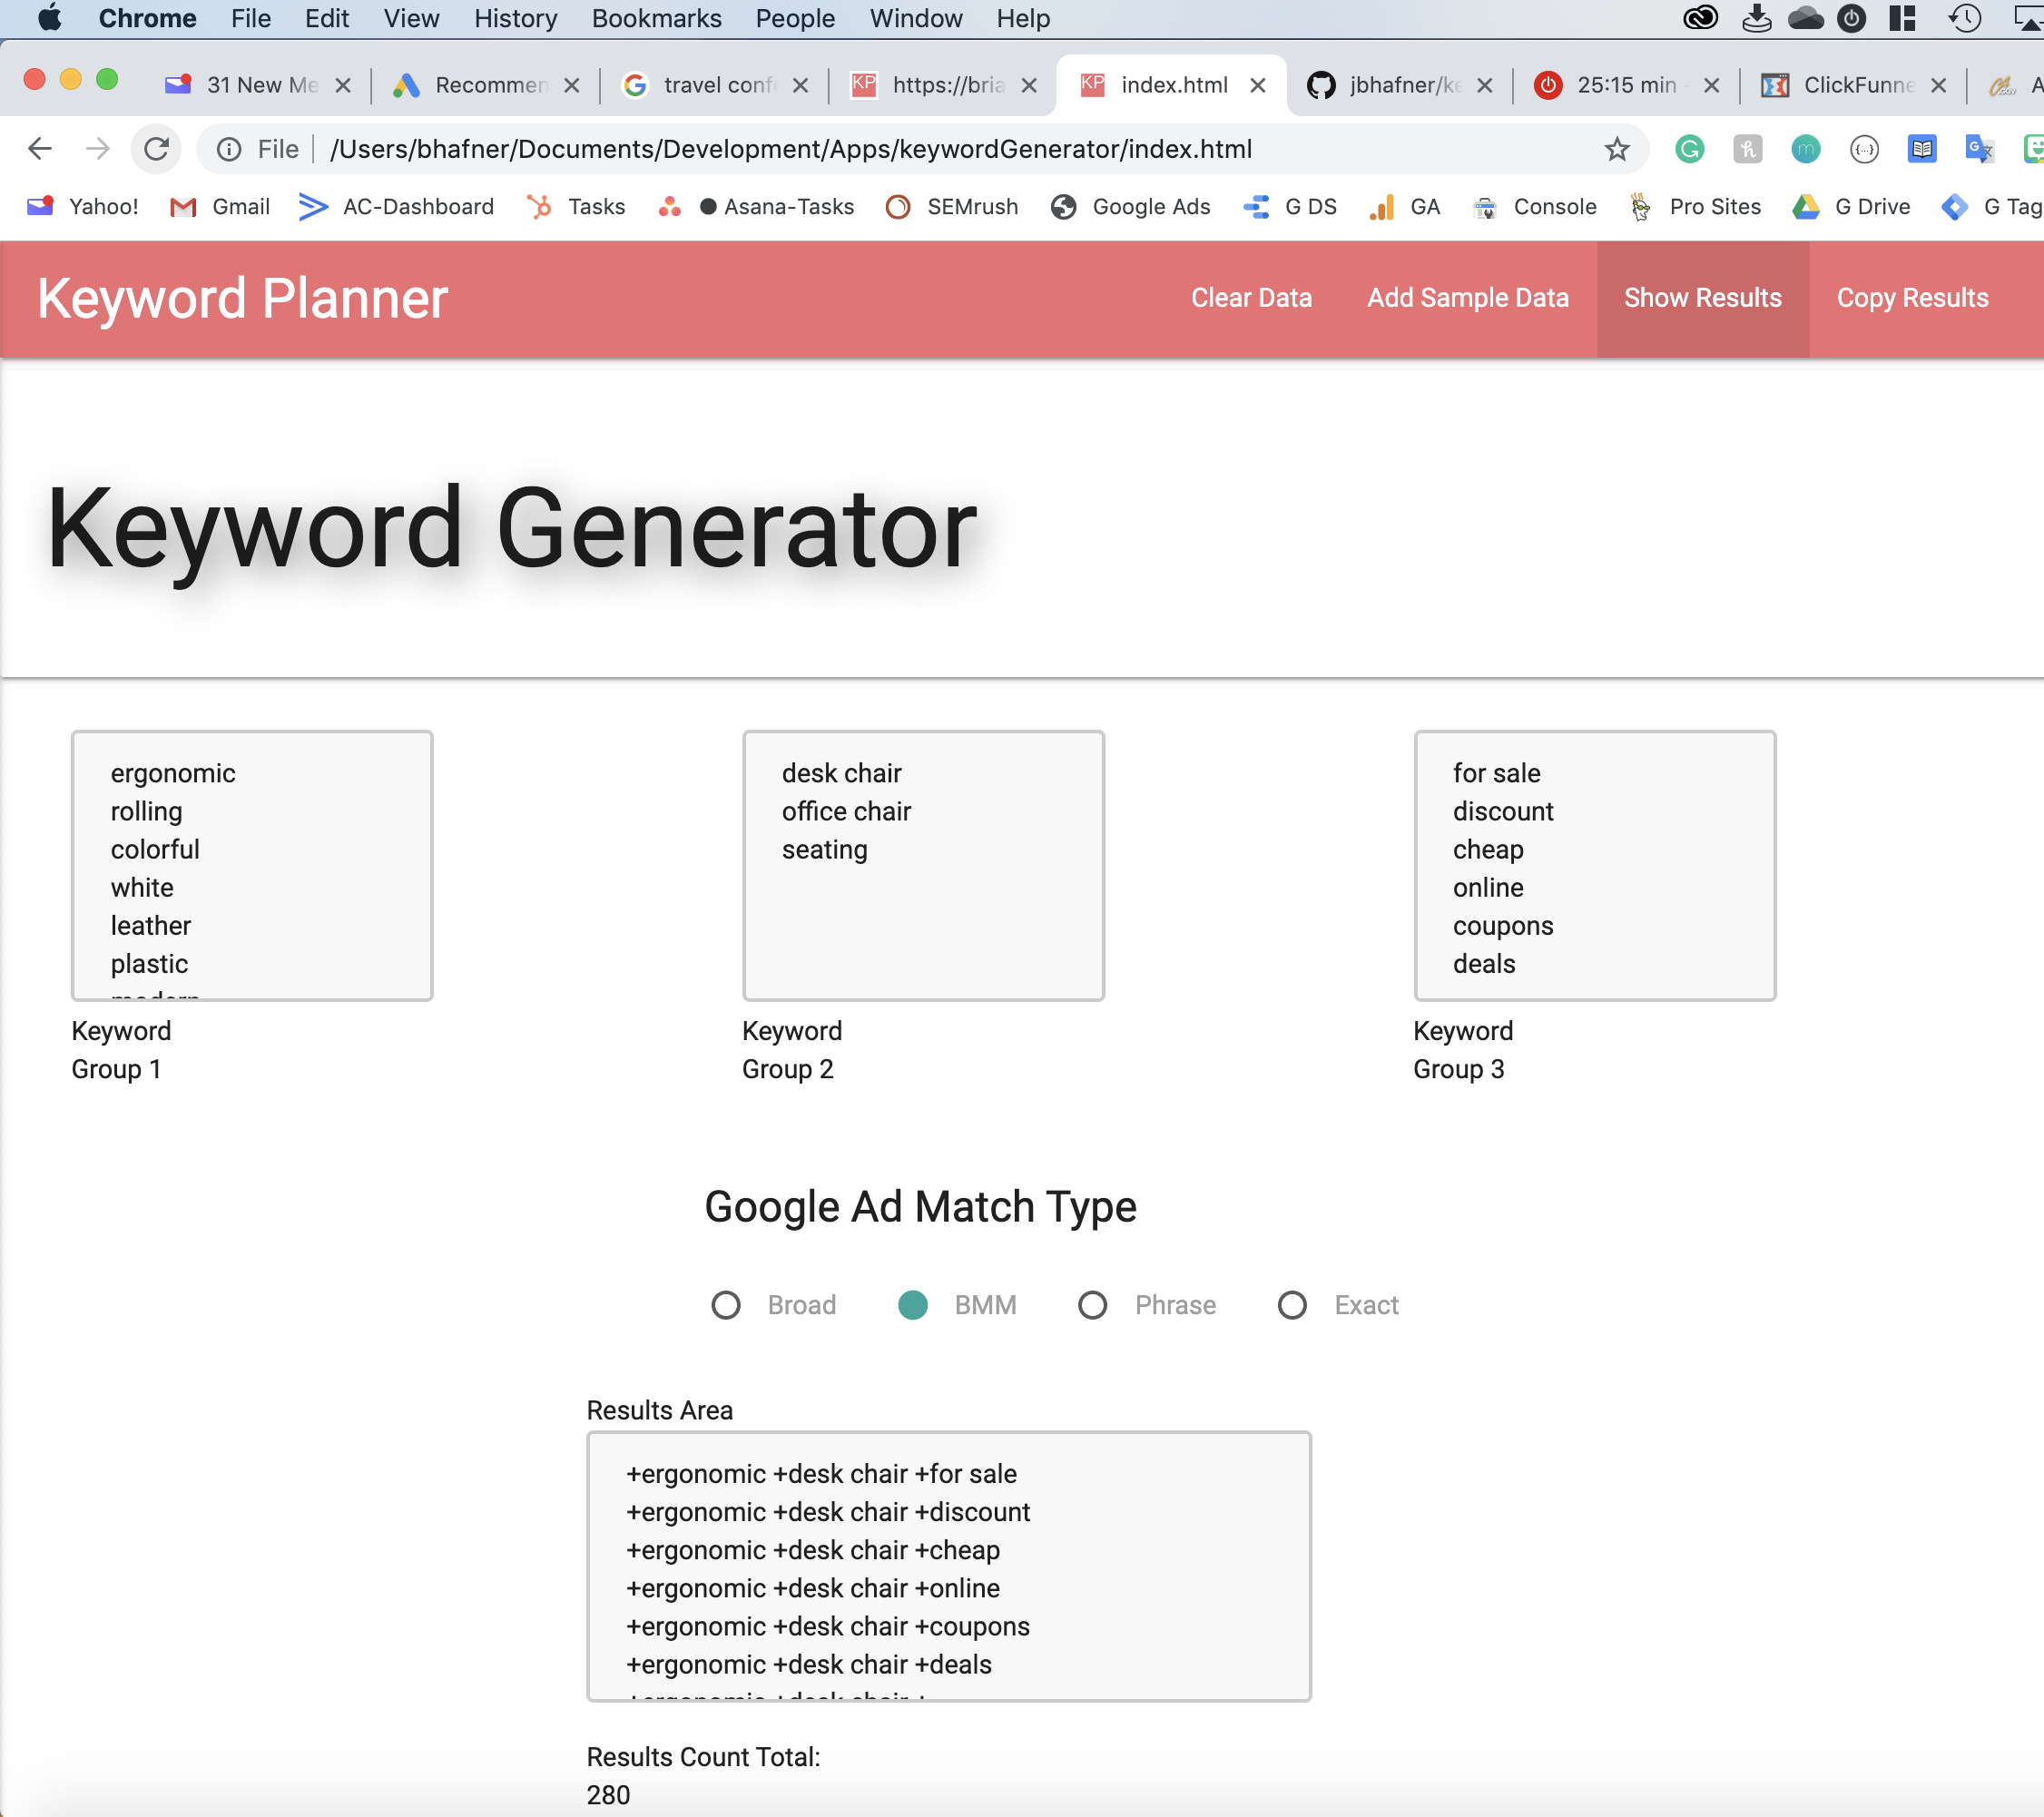 Chrome File Edit View History Bookmarks People Window Help
31 New Me Recommen travel conf https://bria index.html jbhafner/ke 25:15 min - ClickFunne
File /Users/bhafner/Documents/Development/Apps/keywordGenerator/index.html
Yahoo! Gmail AC-Dashboard Tasks Asana-Tasks SEMrush Google Ads G DS GA Console Pro Sites G Drive G Tag
Keyword Planner Clear Data Add Sample Data Show Results Copy Results
Keyword Generator
ergonomic
rolling
colorful
white
leather
plastic
modern
Keyword
Group 1
desk chair
office chair
seating
Keyword
Group 2
for sale
discount
cheap
online
coupons
deals
Keyword
Group 3
Google Ad Match Type
Broad BMM Phrase Exact
Results Area
+ergonomic +desk chair +for sale
+ergonomic +desk chair +discount
+ergonomic +desk chair +cheap
+ergonomic +desk chair +online
+ergonomic +desk chair +coupons
+ergonomic +desk chair +deals
+ergonomic +desk chair +
Results Count Total:
280